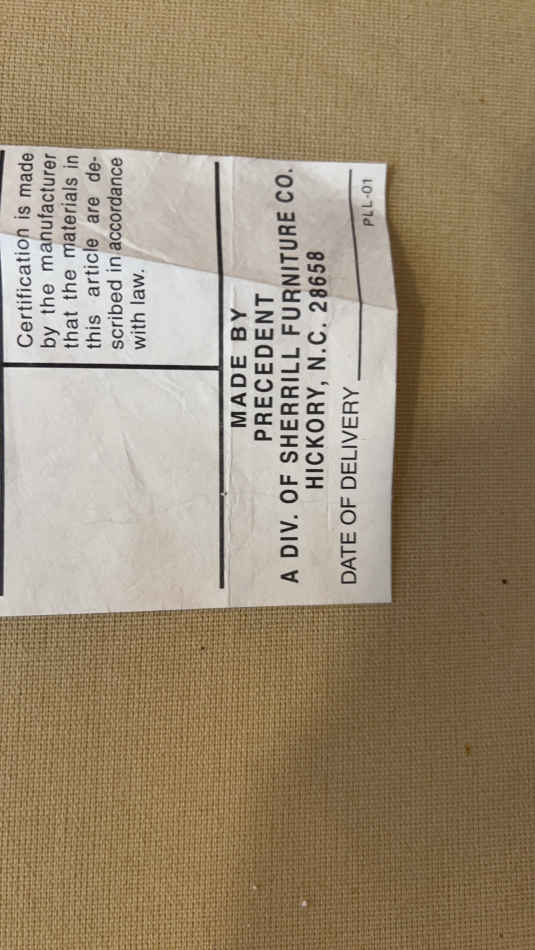 Certification is made
by the manufacturer
that the materials in
this article are de-
scribed in accordance
with law.
MADE BY
PRECEDENT
A DIV. OF SHERRILL FURNITURE CO.
HICKORY, N.C. 28658
DATE OF DELIVERY
PLL-01